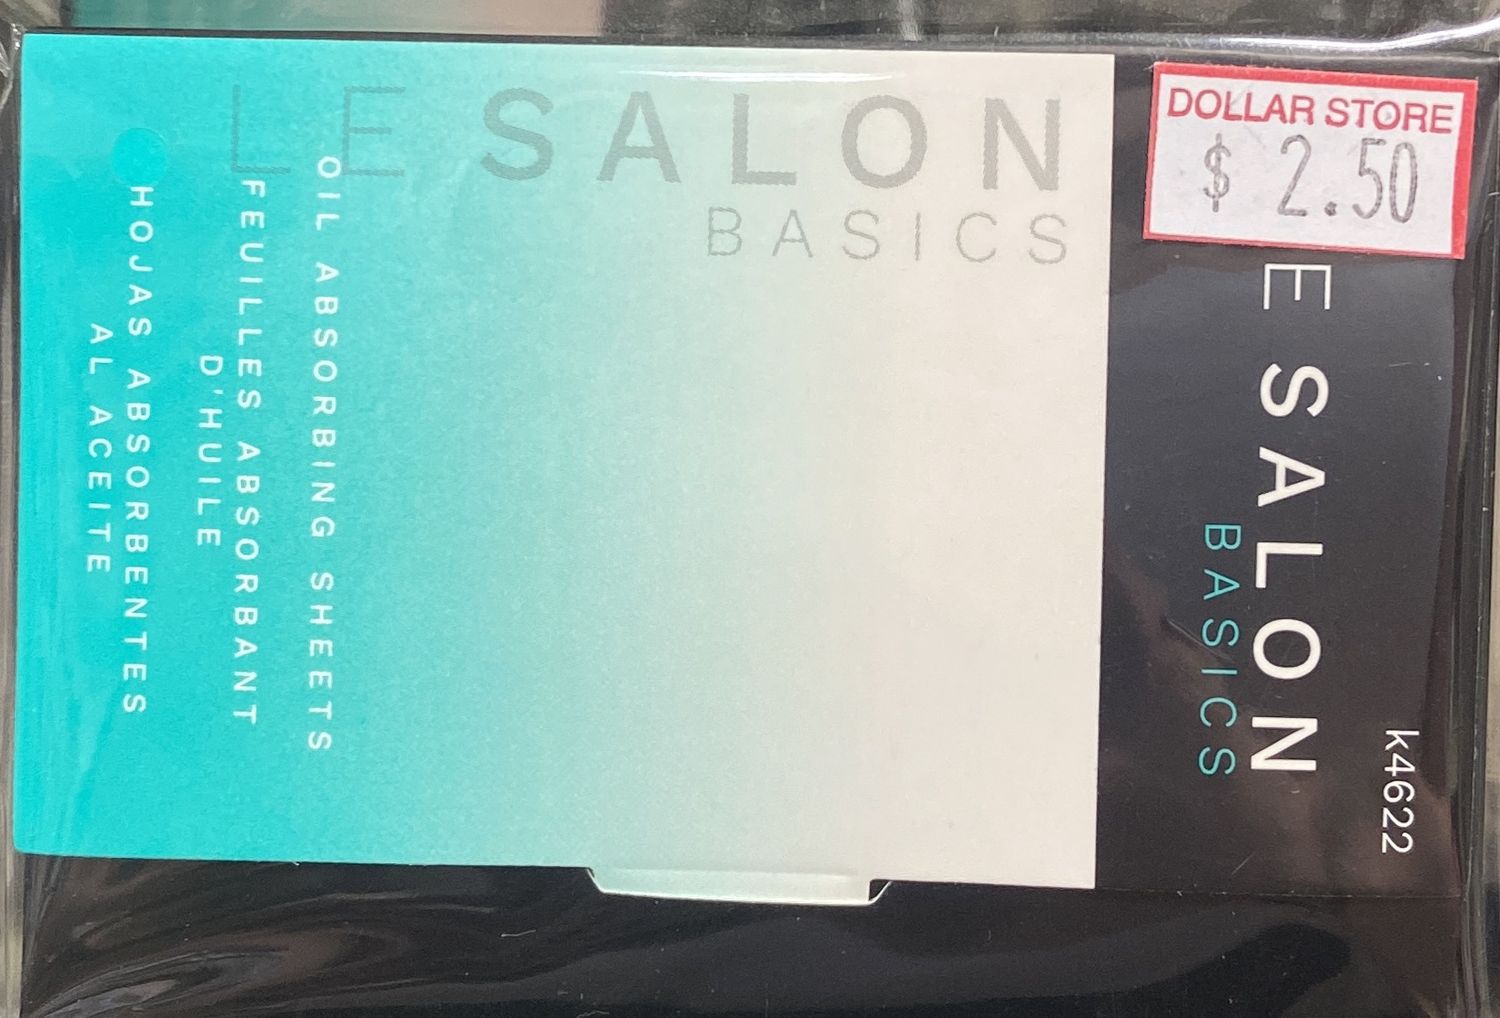 LE SALON
BASICS
OIL ABSORBING SHEETS
FEUILLES ABSORBANT
D'HUILE
HOJAS ABSORBENTES
AL ACEITE
DOLLAR STORE
$ 2.50
E SALON
BASICS
k4622